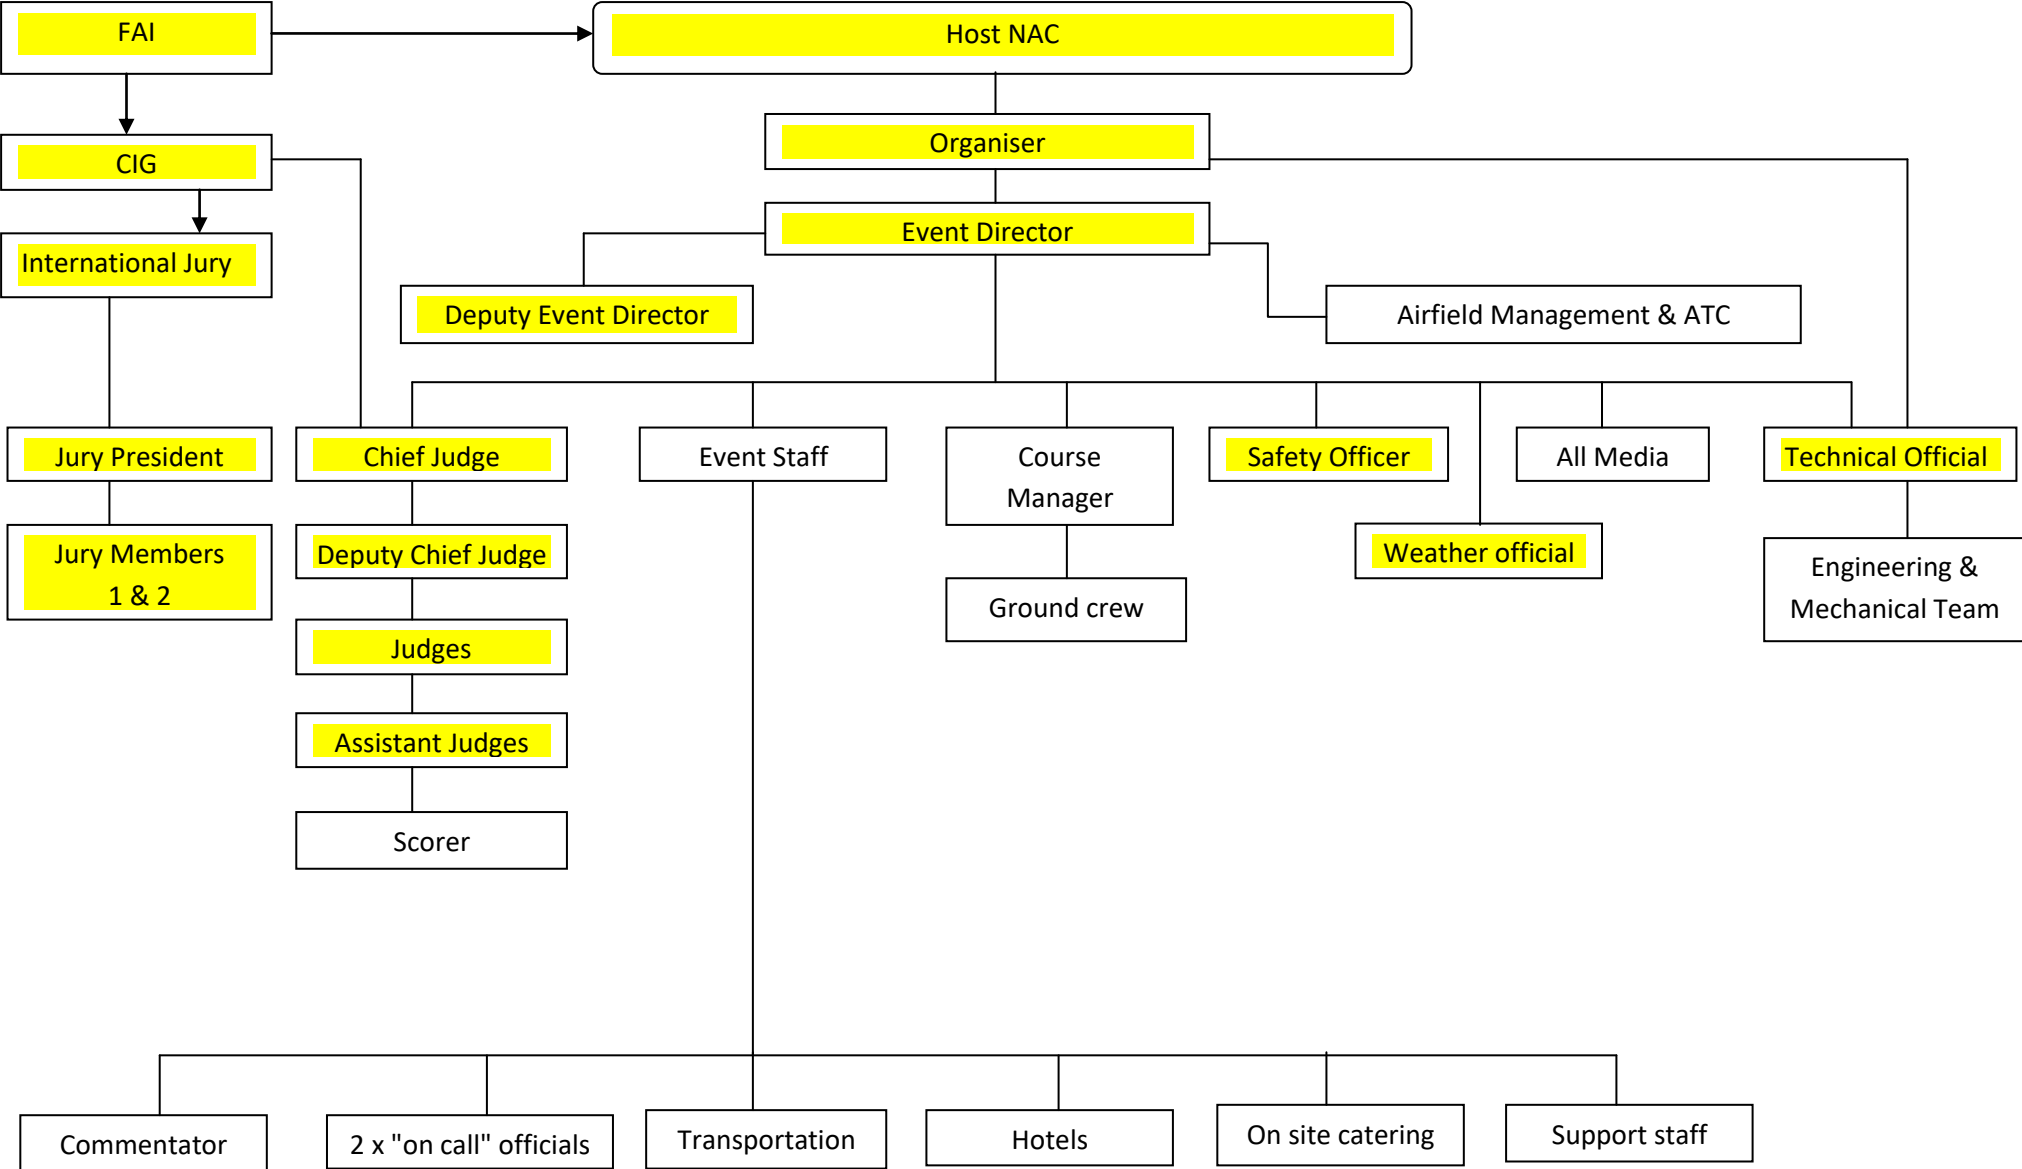 FAI
Host NAC
Organiser
CIG
Event Director
International Jury
Deputy Event Director
Airfield Management & ATC
Jury President
Chief Judge
Event Staff
Course
Manager
Safety Officer
All Media
Technical Official
Jury Members
1 & 2
Deputy Chief Judge
Weather official
Engineering &
Mechanical Team
Ground crew
Judges
Assistant Judges
Scorer
Commentator
2 x "on call" officials
Transportation
Hotels
On site catering
Support staff